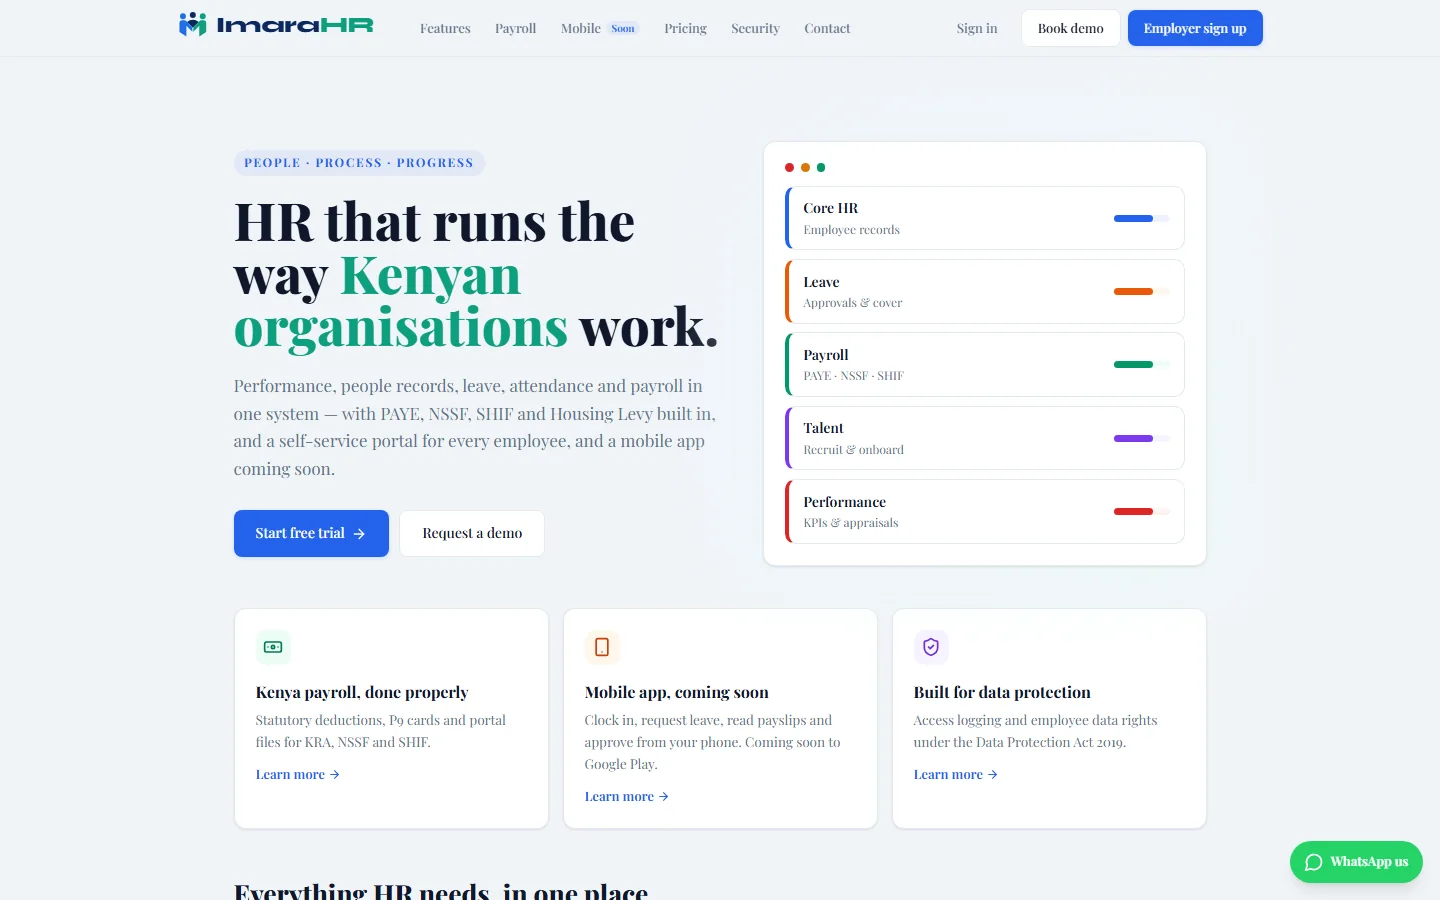 ImaraHR
Features
Payroll
Mobile Soon
Pricing
Security
Contact
Sign in
Book demo
Employer sign up
PEOPLE · PROCESS · PROGRESS
HR that runs the
way Kenyan
organisations work.
Performance, people records, leave, attendance and payroll in
one system — with PAYE, NSSF, SHIF and Housing Levy built in,
and a self-service portal for every employee, and a mobile app
coming soon.
Start free trial →
Request a demo
Core HR
Employee records
Leave
Approvals & cover
Payroll
PAYE · NSSF · SHIF
Talent
Recruit & onboard
Performance
KPIs & appraisals
Kenya payroll, done properly
Statutory deductions, P9 cards and portal
files for KRA, NSSF and SHIF.
Learn more →
Mobile app, coming soon
Clock in, request leave, read payslips and
approve from your phone. Coming soon to
Google Play.
Learn more →
Built for data protection
Access logging and employee data rights
under the Data Protection Act 2019.
Learn more →
WhatsApp us
Everything HR needs, in one place